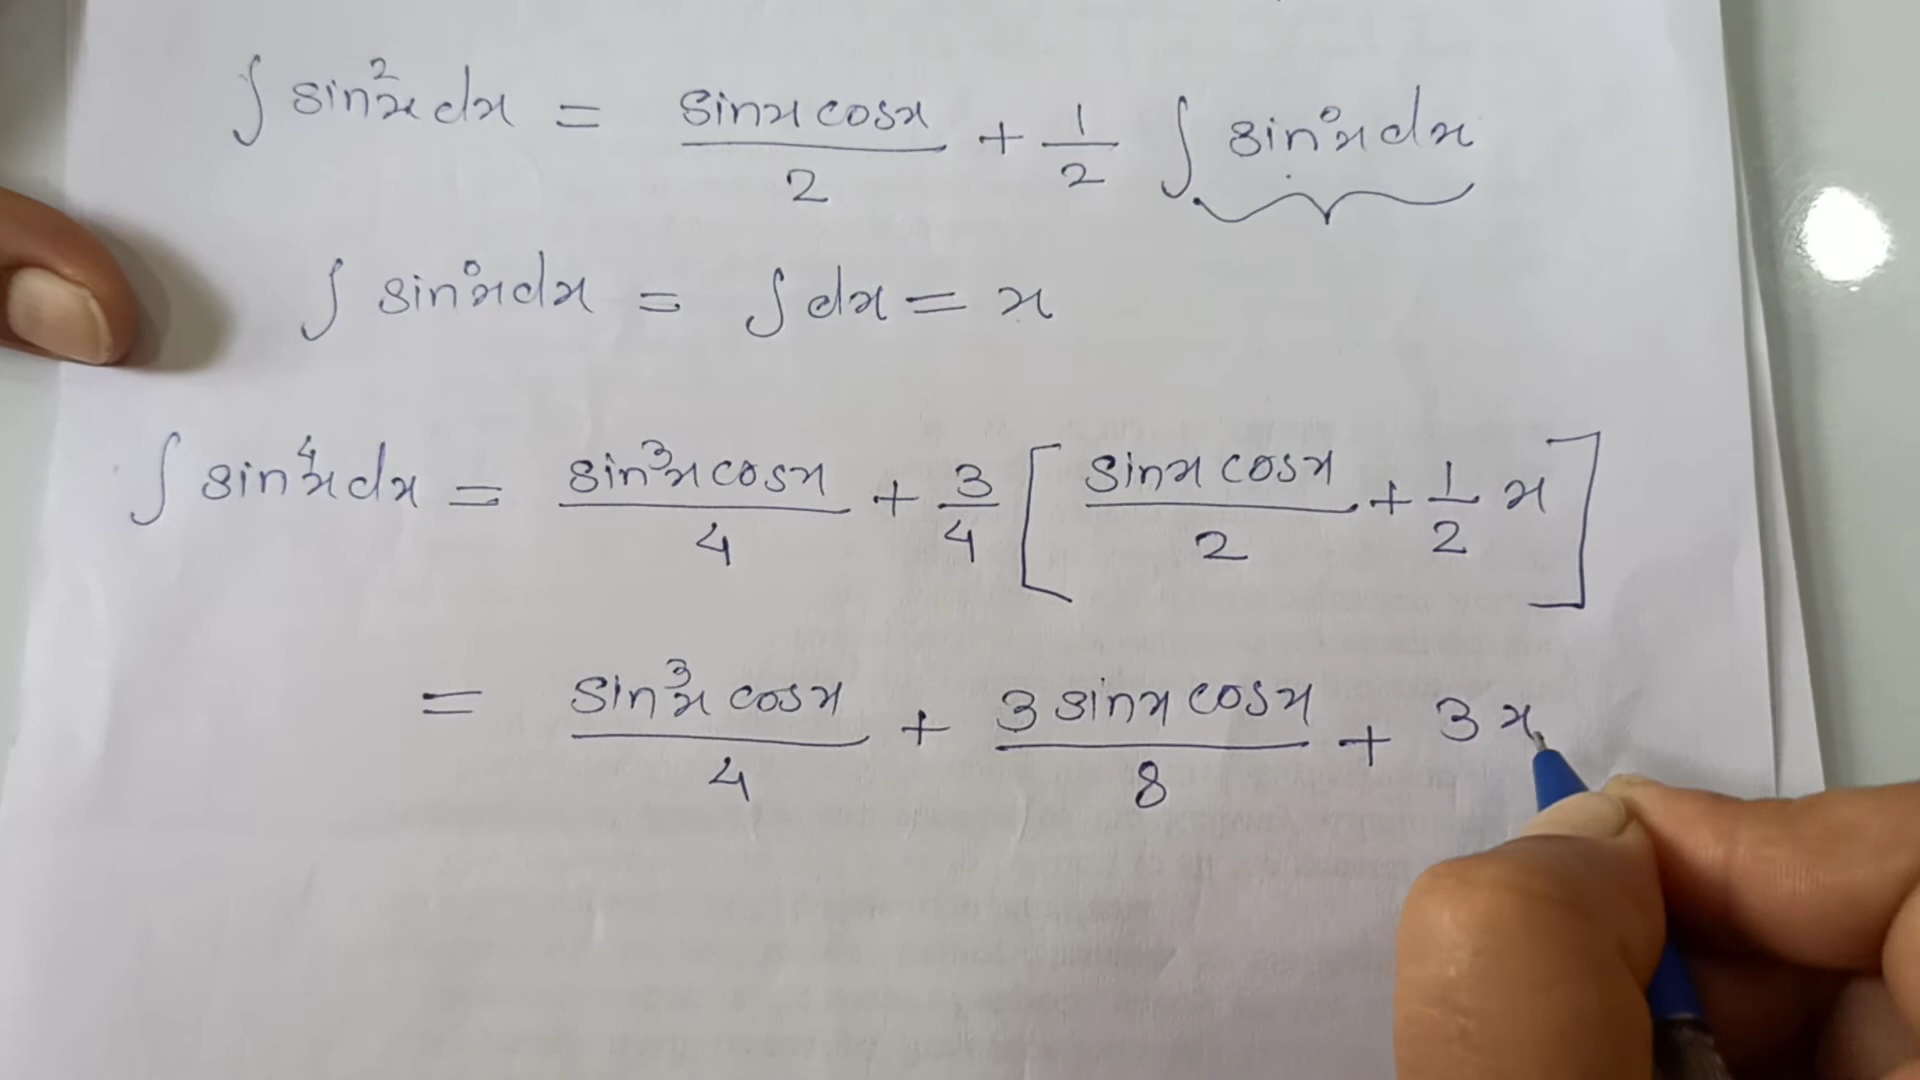 ∫ sin²x dx = sinx cosx / 2 + 1/2 ∫ sin⁰x dx
∫ sin⁰x dx = ∫ dx = x
∫ sin⁴x dx = sin³x cosx / 4 + 3/4 [ sinx cosx / 2 + 1/2 x ]
= sin³x cosx / 4 + 3 sinx cosx / 8 + 3x